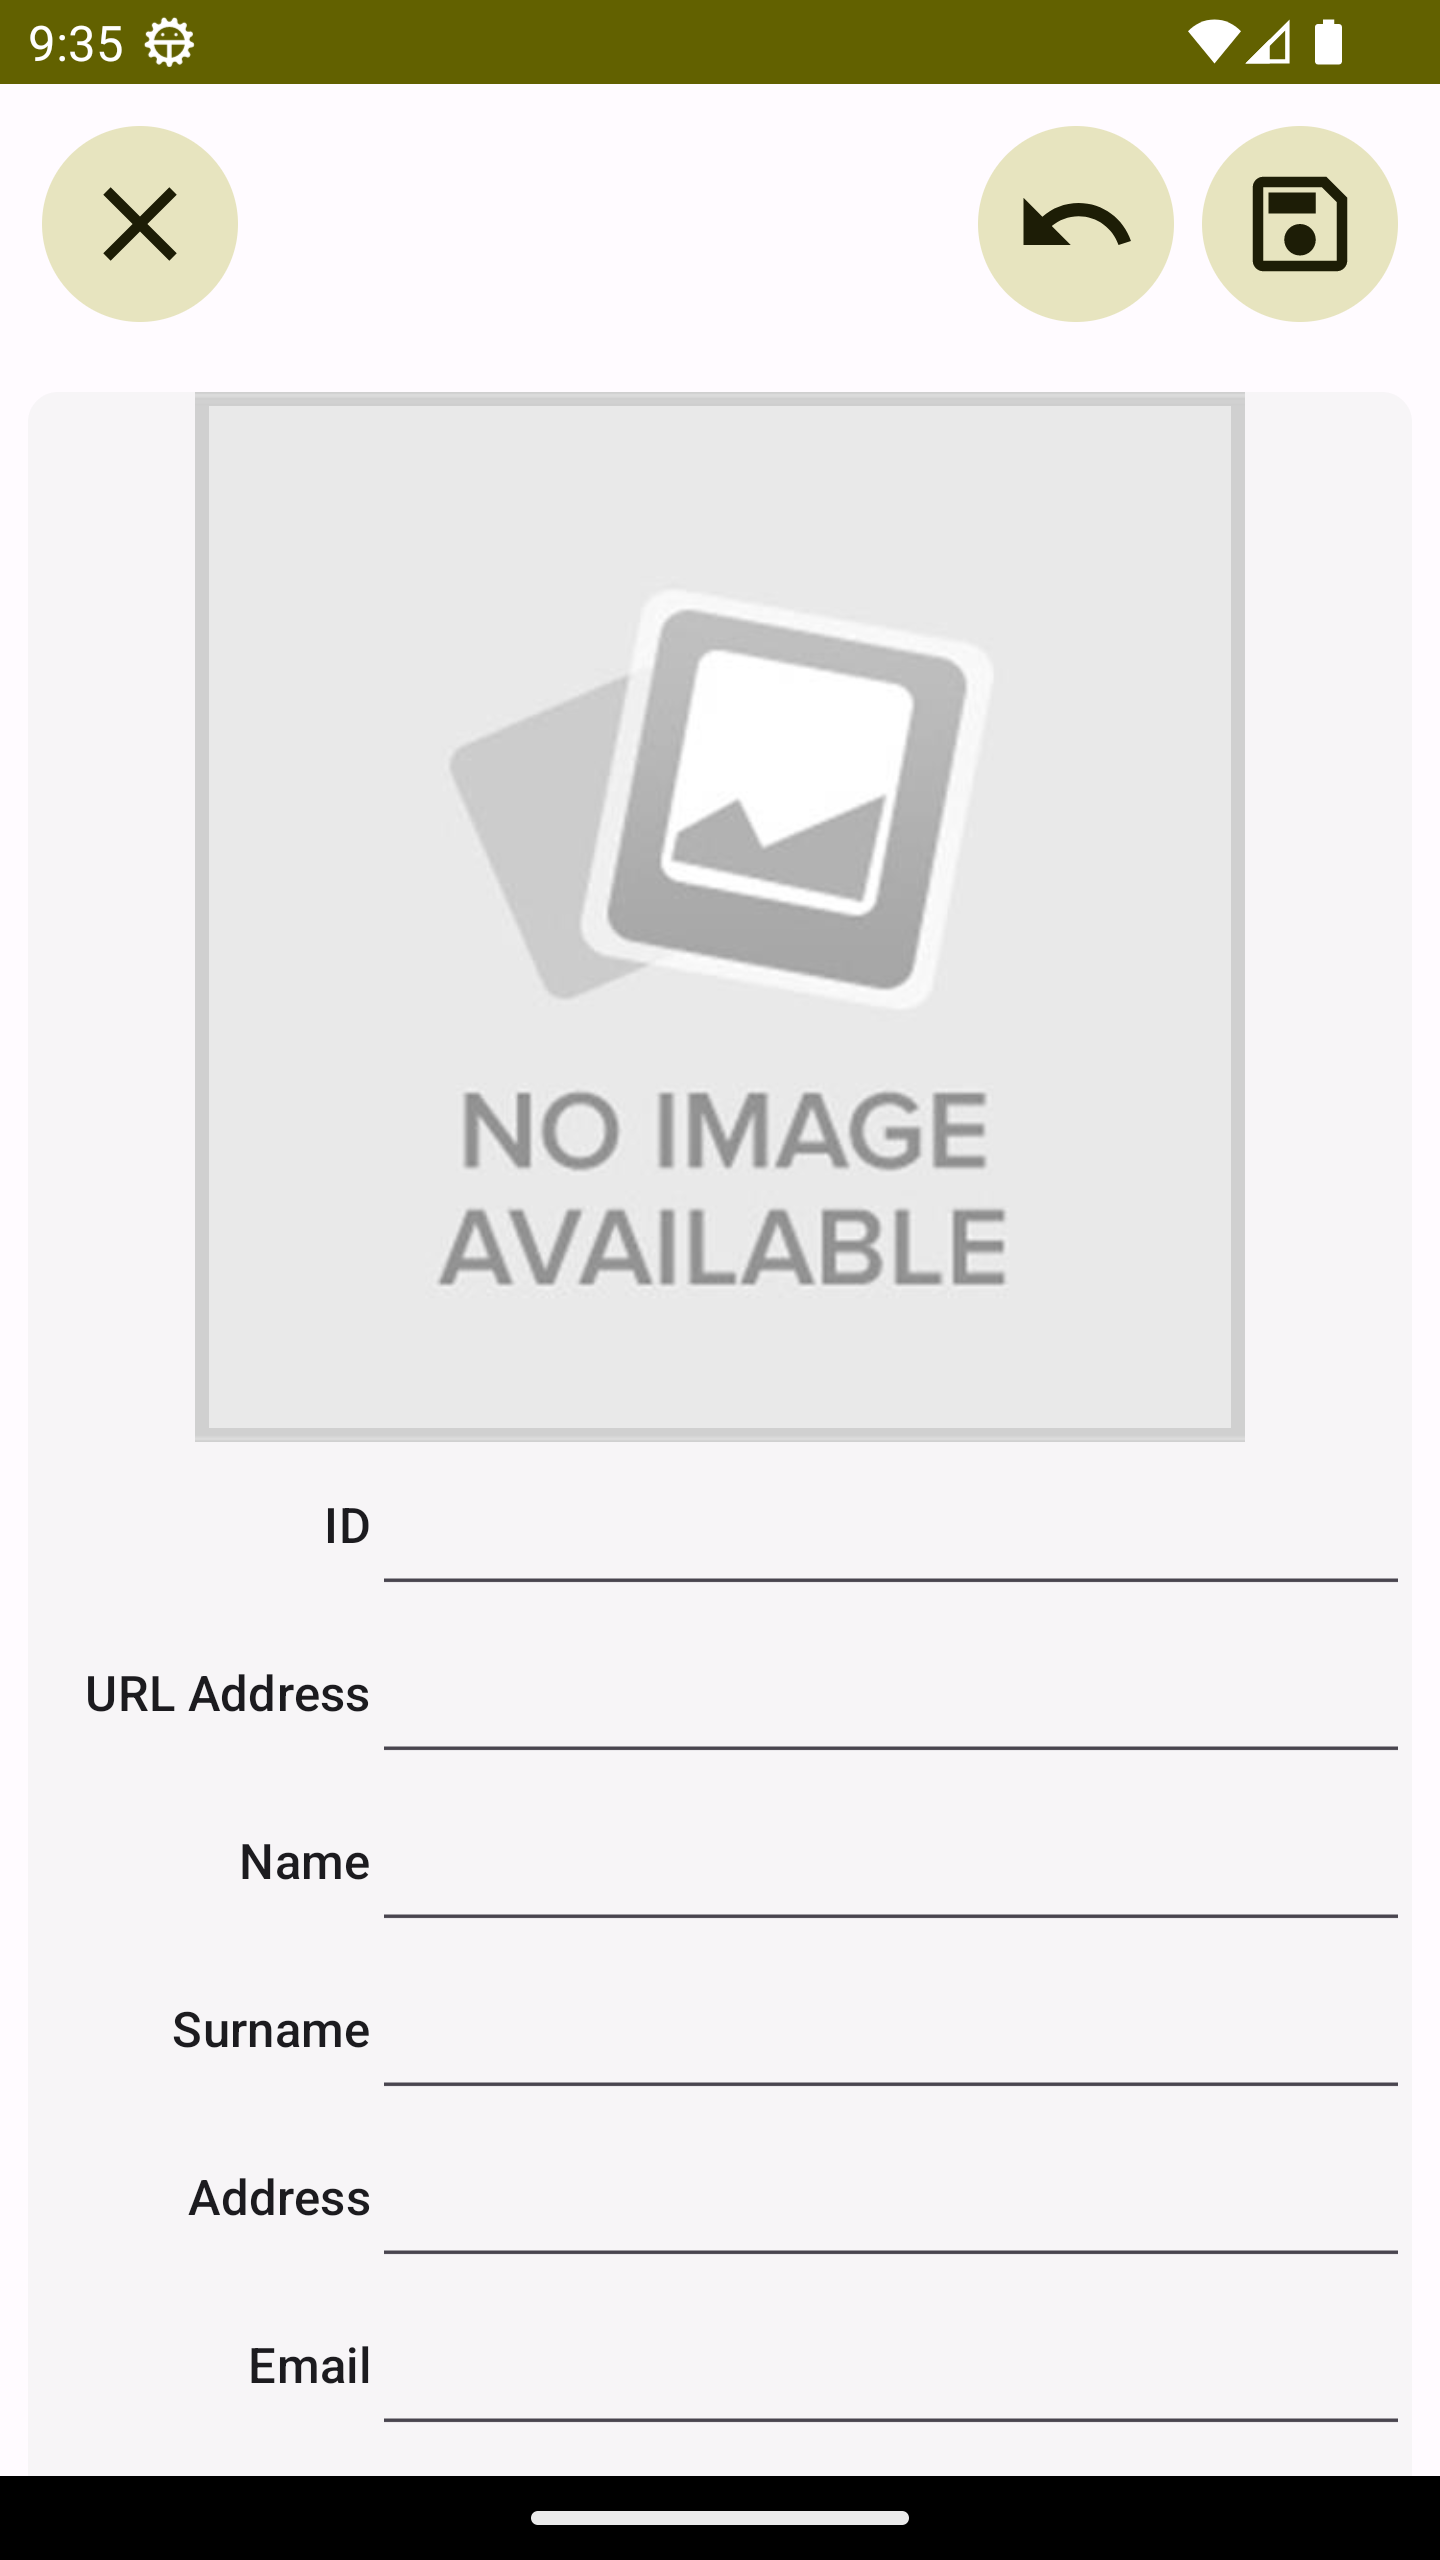 9:35
NO IMAGE
AVAILABLE
ID
URL Address
Name
Surname
Address
Email